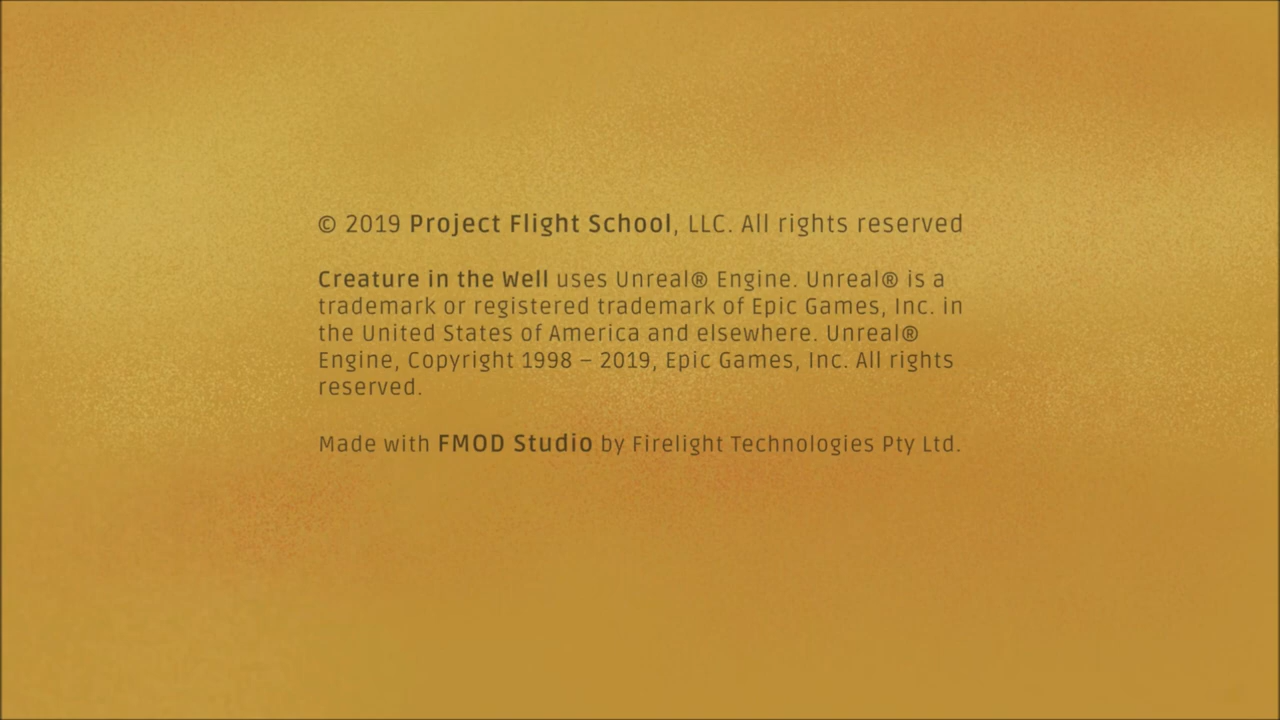 © 2019 Project Flight School, LLC. All rights reserved
Creature in the Well uses Unreal® Engine. Unreal® is a
trademark or registered trademark of Epic Games, Inc. in
the United States of America and elsewhere. Unreal®
Engine, Copyright 1998 – 2019, Epic Games, Inc. All rights
reserved.
Made with FMOD Studio by Firelight Technologies Pty Ltd.